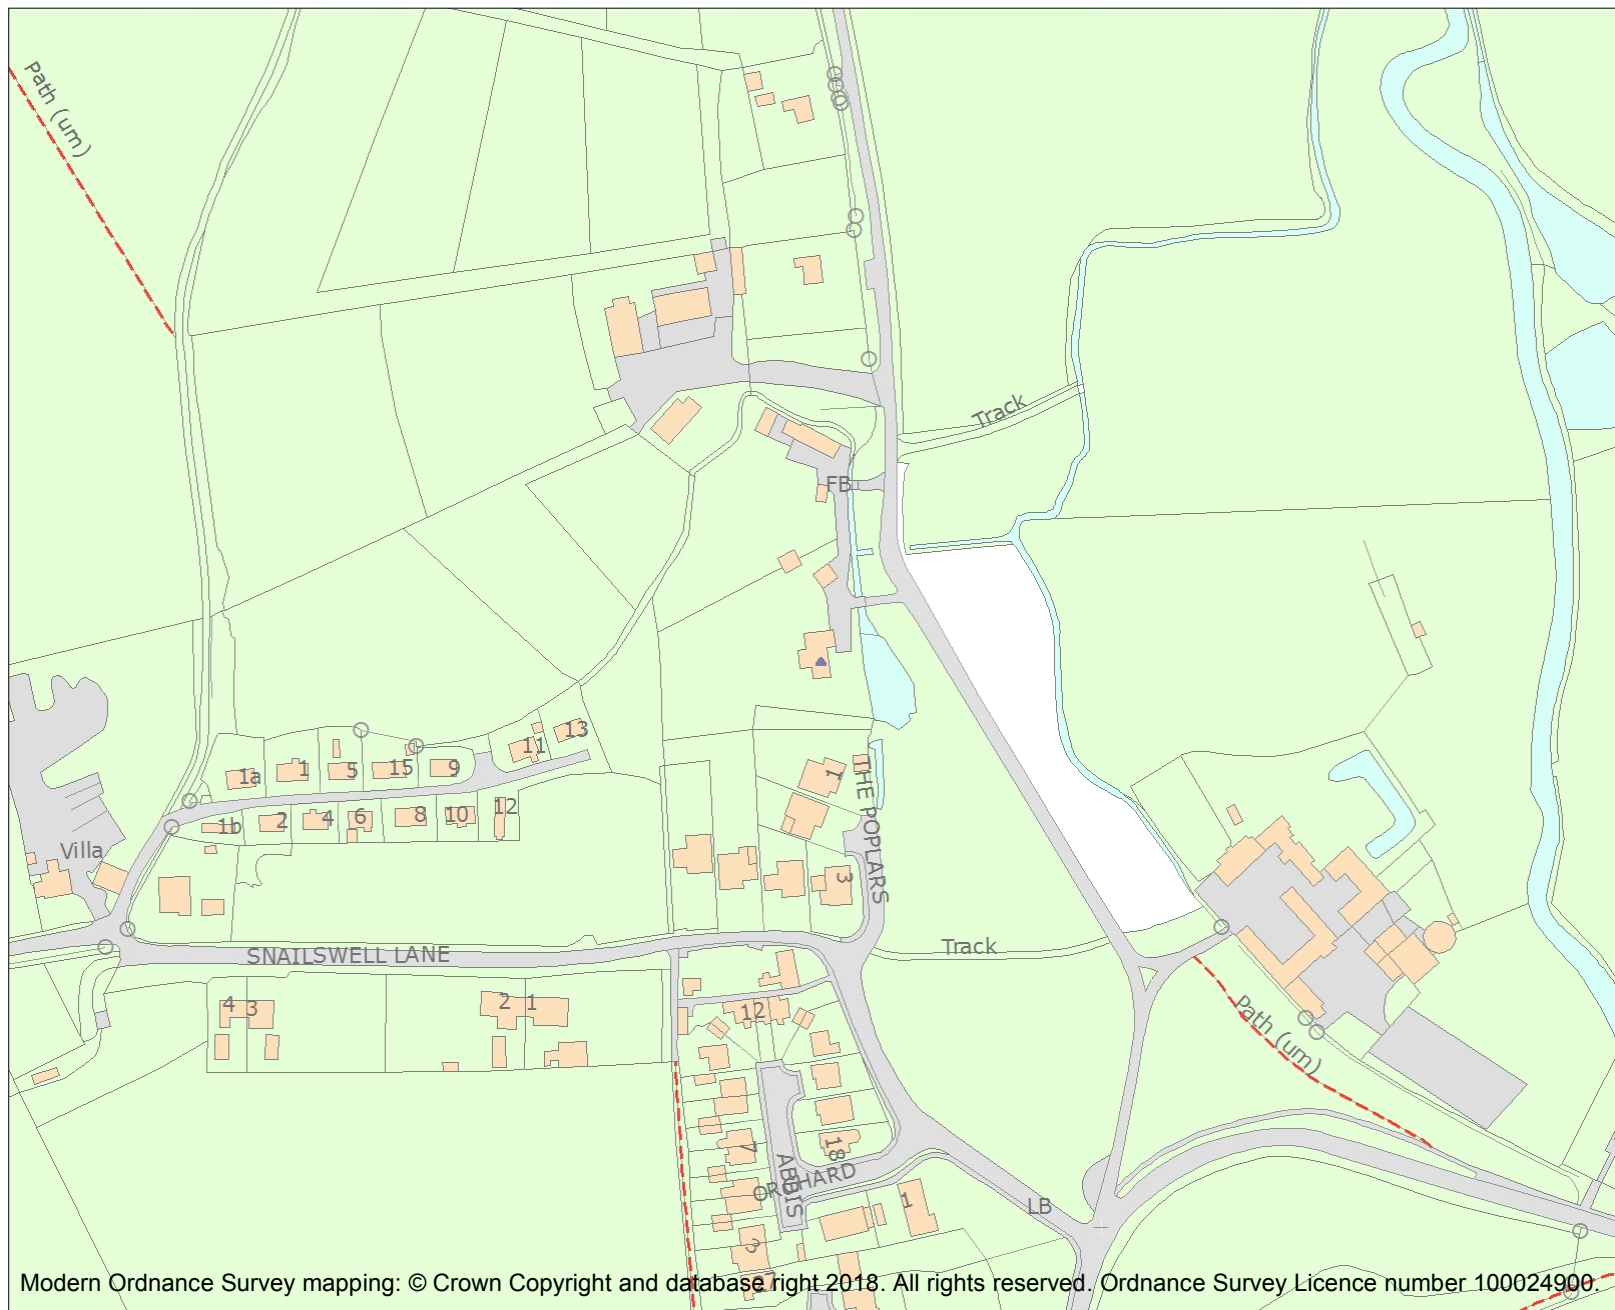 Path (um)
Track
FB
13
11
1a
1
5
15
9
12
1b
2
4
6
8
10
Villa
1
THE POPLARS
3
SNAILSWELL LANE
Track
4
3
2
1
12
Path (um)
7
18
ABBIS
ORCHARD
1
LB
3
Modern Ordnance Survey mapping: © Crown Copyright and database right 2018. All rights reserved. Ordnance Survey Licence number 100024900.